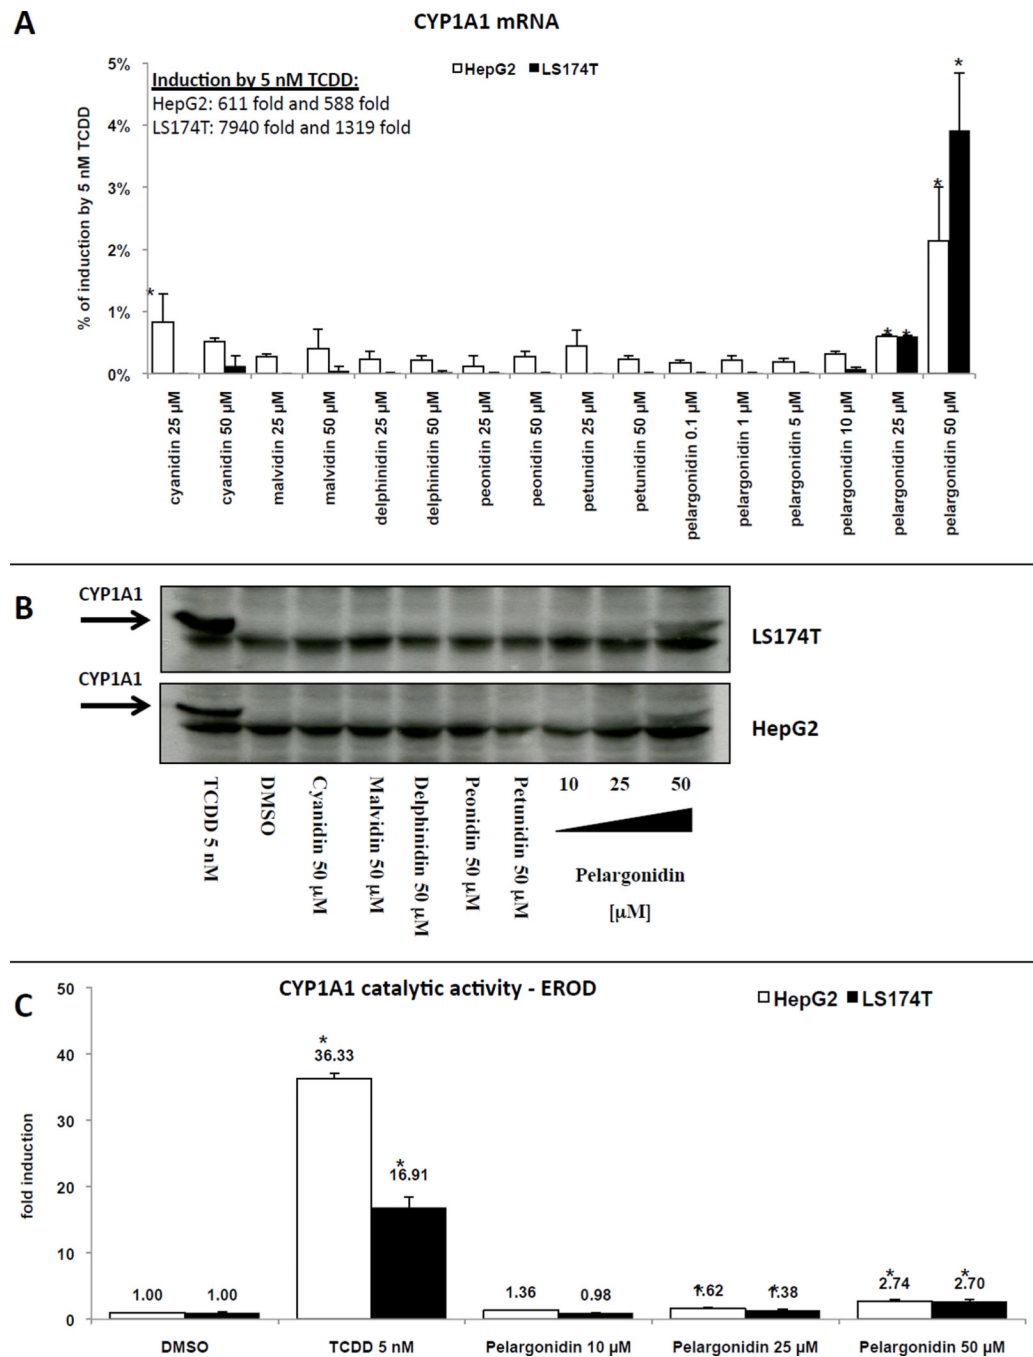 A
CYP1A1 mRNA
HepG2 LS174T
Induction by 5 nM TCDD:
HepG2: 611 fold and 588 fold
LS174T: 7940 fold and 1319 fold
% of induction by 5 nM TCDD
5%
4%
3%
2%
1%
0%
*
*
*
*
*
cyanidin 25 µM
cyanidin 50 µM
malvidin 25 µM
malvidin 50 µM
delphinidin 25 µM
delphinidin 50 µM
peonidin 25 µM
peonidin 50 µM
petunidin 25 µM
petunidin 50 µM
pelargonidin 0.1 µM
pelargonidin 1 µM
pelargonidin 5 µM
pelargonidin 10 µM
pelargonidin 25 µM
pelargonidin 50 µM
B
CYP1A1
LS174T
CYP1A1
HepG2
TCDD 5 nM
DMSO
Cyanidin 50 µM
Malvidin 50 µM
Delphinidin 50 µM
Peonidin 50 µM
Petunidin 50 µM
10 25 50
Pelargonidin
[µM]
C
CYP1A1 catalytic activity - EROD
HepG2 LS174T
fold induction
50
40
30
20
10
0
1.00 1.00
*
36.33
*
16.91
1.36 0.98
*
1.62
*
1.38
*
2.74
*
2.70
DMSO
TCDD 5 nM
Pelargonidin 10 µM
Pelargonidin 25 µM
Pelargonidin 50 µM